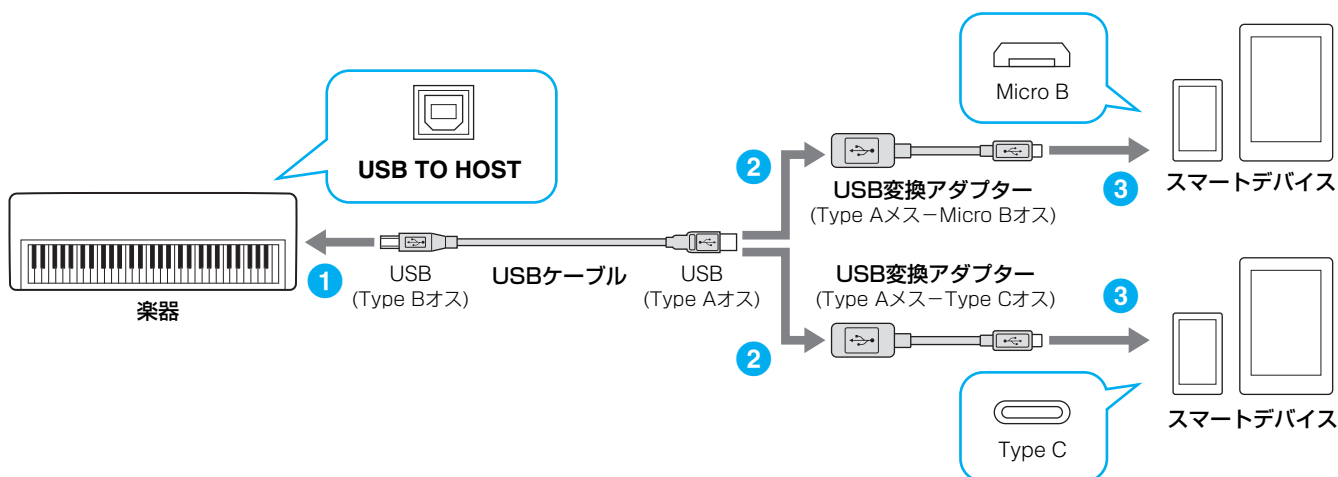 USB TO HOST
楽器
1
USB
(Type Bオス)
USBケーブル
USB
(Type Aオス)
2
USB変換アダプター
(Type Aメス－Micro Bオス)
Micro B
3
スマートデバイス
2
USB変換アダプター
(Type Aメス－Type Cオス)
3
Type C
スマートデバイス